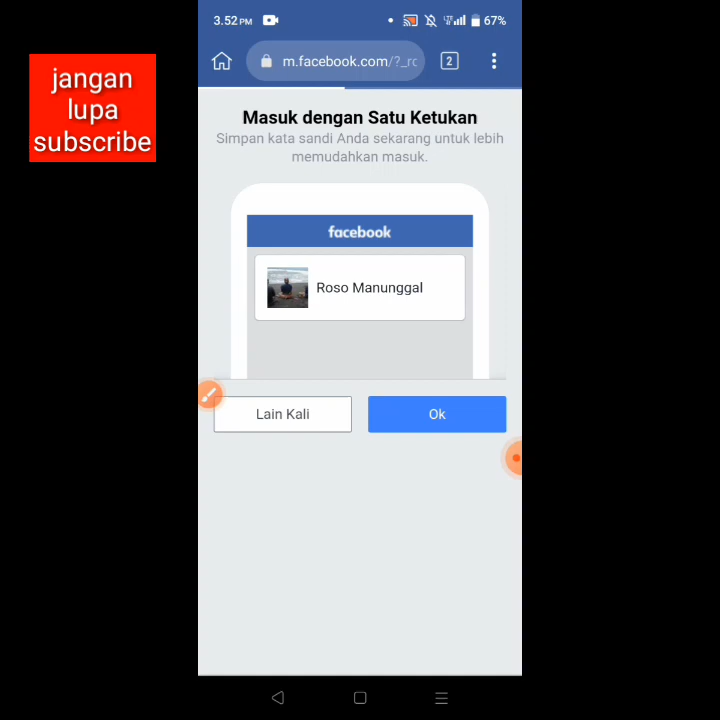 3.52 PM
67%
m.facebook.com/?_rc
2
jangan
lupa
subscribe
Masuk dengan Satu Ketukan
Simpan kata sandi Anda sekarang untuk lebih
memudahkan masuk.
facebook
Roso Manunggal
Lain Kali
Ok